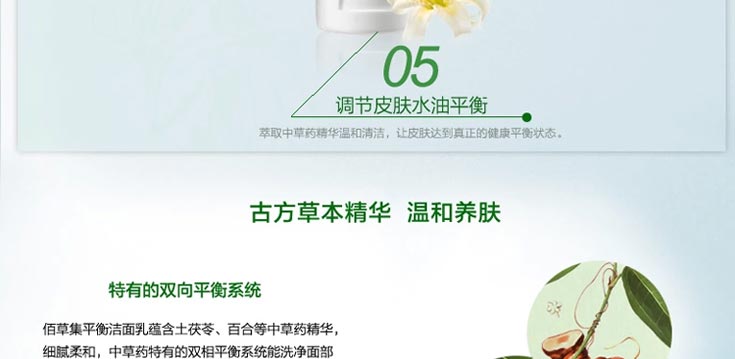 05
调节皮肤水油平衡
萃取中草药精华温和清洁，让皮肤达到真正的健康平衡状态。
古方草本精华 温和养肤
特有的双向平衡系统
佰草集平衡洁面乳蕴含土茯苓、百合等中草药精华，
细腻柔和，中草药特有的双相平衡系统能洗净面部